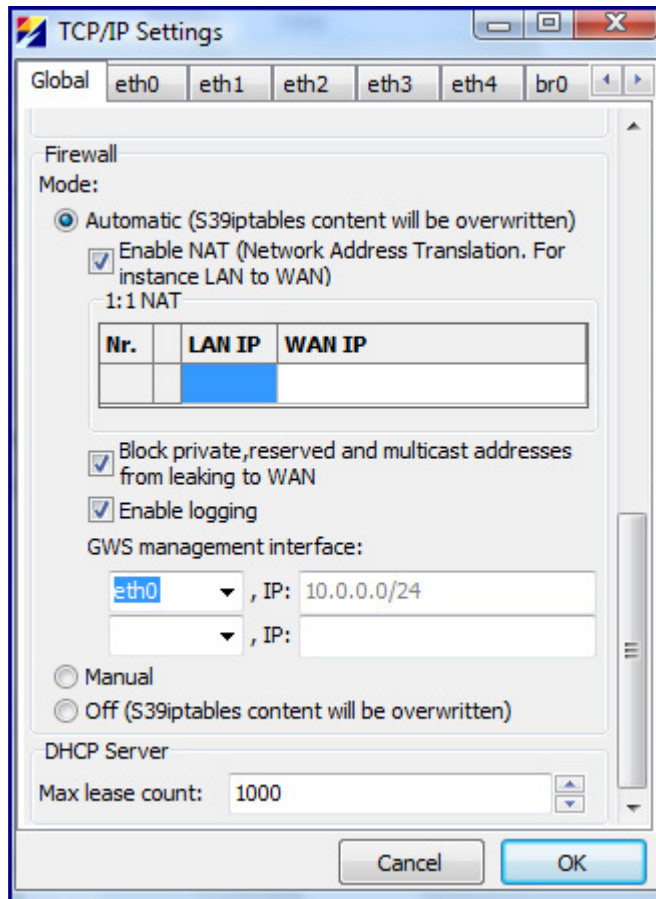 TCP/IP Settings
Global eth0 eth1 eth2 eth3 eth4 br0
Firewall
Mode:
Automatic (S39iptables content will be overwritten)
Enable NAT (Network Address Translation. For
instance LAN to WAN)
1:1 NAT
Nr. LAN IP WAN IP
Block private,reserved and multicast addresses
from leaking to WAN
Enable logging
GWS management interface:
eth0 , IP: 10.0.0.0/24
, IP:
Manual
Off (S39iptables content will be overwritten)
DHCP Server
Max lease count: 1000
Cancel OK